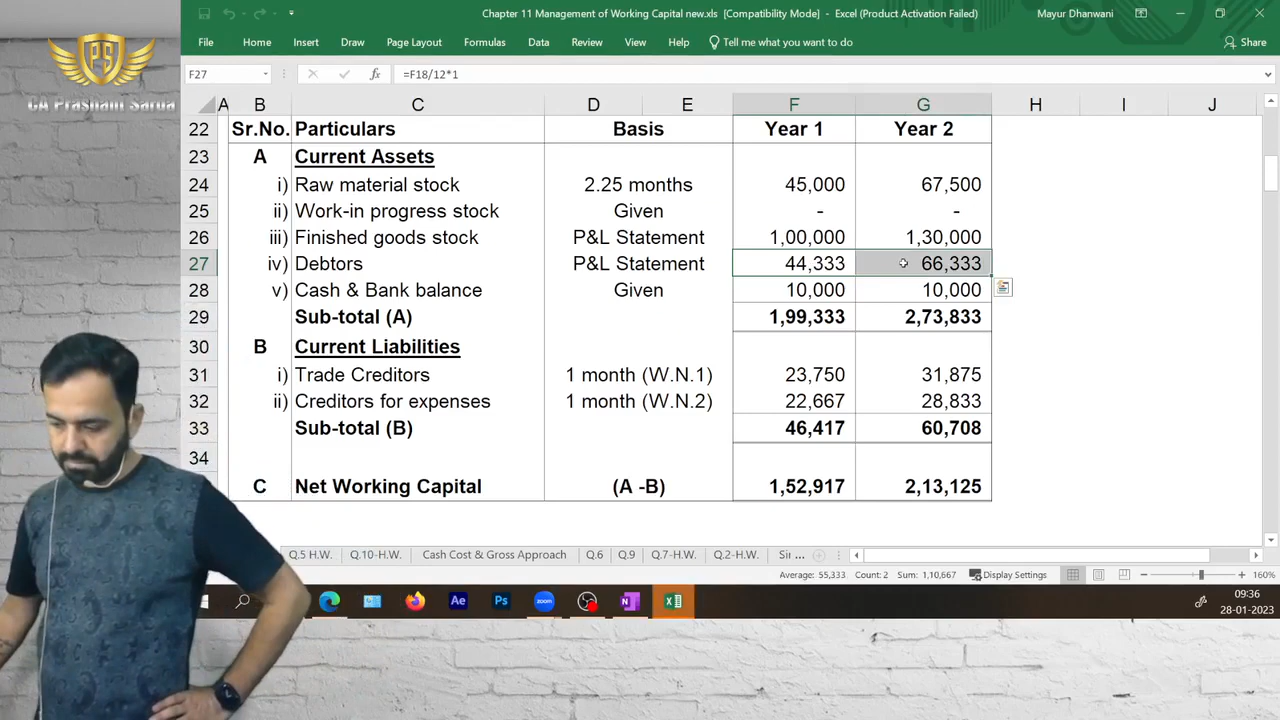 Chapter 11 Management of Working Capital new.xls [Compatibility Mode] - Excel (Product Activation Failed)
Mayur Dhanwani
File Home Insert Draw Page Layout Formulas Data Review View Help Tell me what you want to do Share
PS
CA Prashant Sarda
F27 fx =F18/12*1
A B C D E F G H I J
22 Sr.No. Particulars Basis Year 1 Year 2
23 A Current Assets
24 i) Raw material stock 2.25 months 45,000 67,500
25 ii) Work-in progress stock Given - -
26 iii) Finished goods stock P&L Statement 1,00,000 1,30,000
27 iv) Debtors P&L Statement 44,333 66,333
28 v) Cash & Bank balance Given 10,000 10,000
29 Sub-total (A) 1,99,333 2,73,833
30 B Current Liabilities
31 i) Trade Creditors 1 month (W.N.1) 23,750 31,875
32 ii) Creditors for expenses 1 month (W.N.2) 22,667 28,833
33 Sub-total (B) 46,417 60,708
34
C Net Working Capital (A -B) 1,52,917 2,13,125
Q.5 H.W. Q.10-H.W. Cash Cost & Gross Approach Q.6 Q.9 Q.7-H.W. Q.2-H.W. Sir ...
Average: 55,333 Count: 2 Sum: 1,10,667 Display Settings 160%
Ae Ps
09:36
28-01-2023